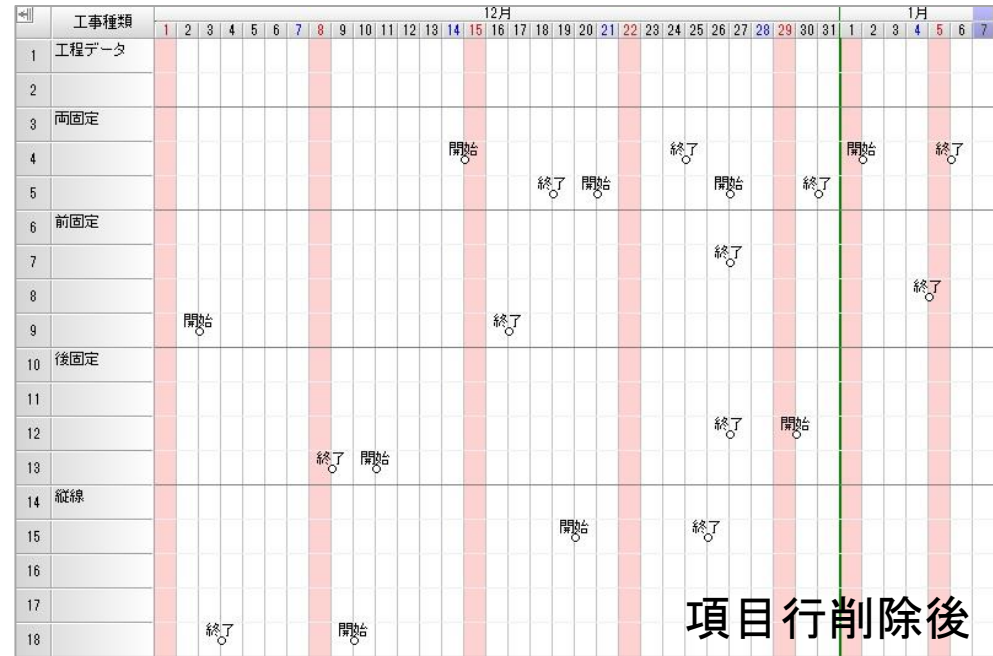 12月 1月
工事種類
1 2 3 4 5 6 7 8 9 10 11 12 13 14 15 16 17 18 19 20 21 22 23 24 25 26 27 28 29 30 31 1 2 3 4 5 6 7
1 工程データ
2
3 両固定
4 開始 終了 開始 終了
5 終了 開始 開始 終了
6 前固定
7 終了
8 終了
9 開始 終了
10 後固定
11
12 終了 開始
13 終了 開始
14 縦線
15 開始 終了
16
17
18 終了 開始
項目行削除後